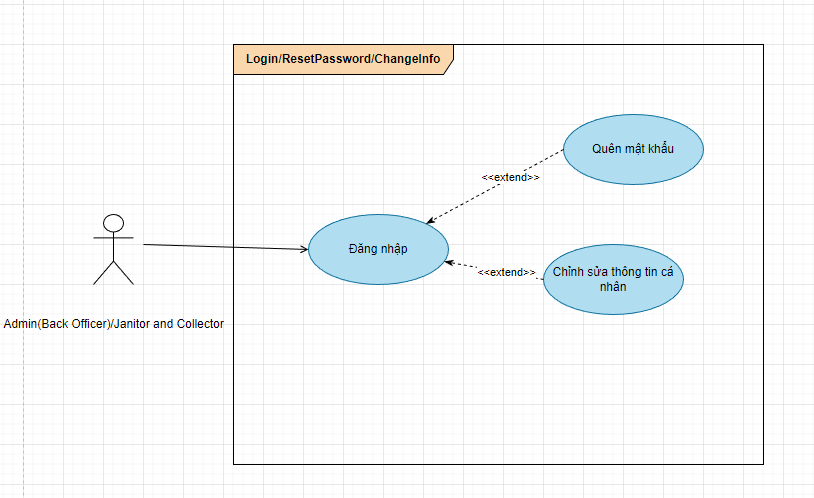 Login/ResetPassword/ChangeInfo
Quên mật khẩu
<<extend>>
Đăng nhập
<<extend>>
Chỉnh sửa thông tin cá
nhân
Admin(Back Officer)/Janitor and Collector